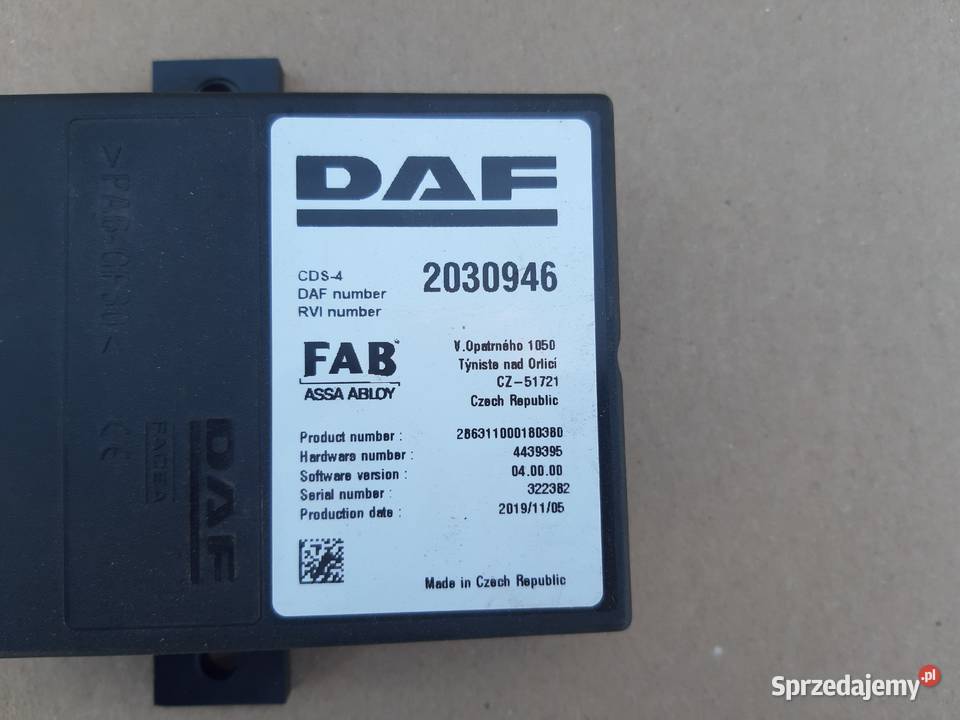 DAF
CDS-4
DAF number 2030946
RVI number
FAB
ASSA ABLOY
V.Opatrného 1050
Týniste nad Orlicí
CZ-51721
Czech Republic
Product number : 286311000180380
Hardware number : 4439395
Software version : 04.00.00
Serial number : 322382
Production date : 2019/11/05
Made in Czech Republic
CE
DAF
Sprzedajemy.pl